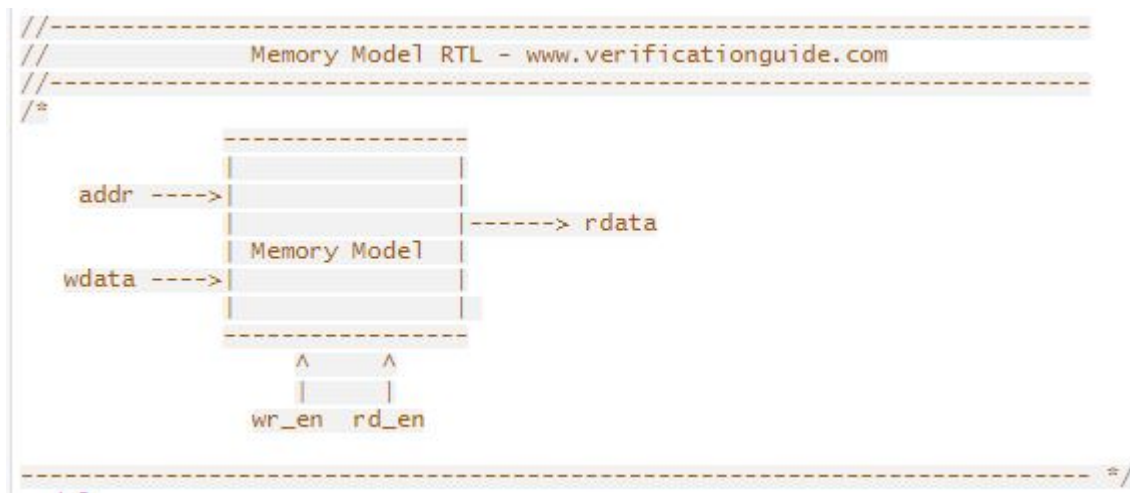 //-----------------------------------------------------------------------
//              Memory Model RTL - www.verificationguide.com
//-----------------------------------------------------------------------
/*
              -----------------
              |               |
    addr ---->|               |
              |               |------> rdata
              | Memory Model  |
   wdata ---->|               |
              |               |
              -----------------
                   ^     ^
                   |     |
                wr_en  rd_en

------------------------------------------------------------------------- */